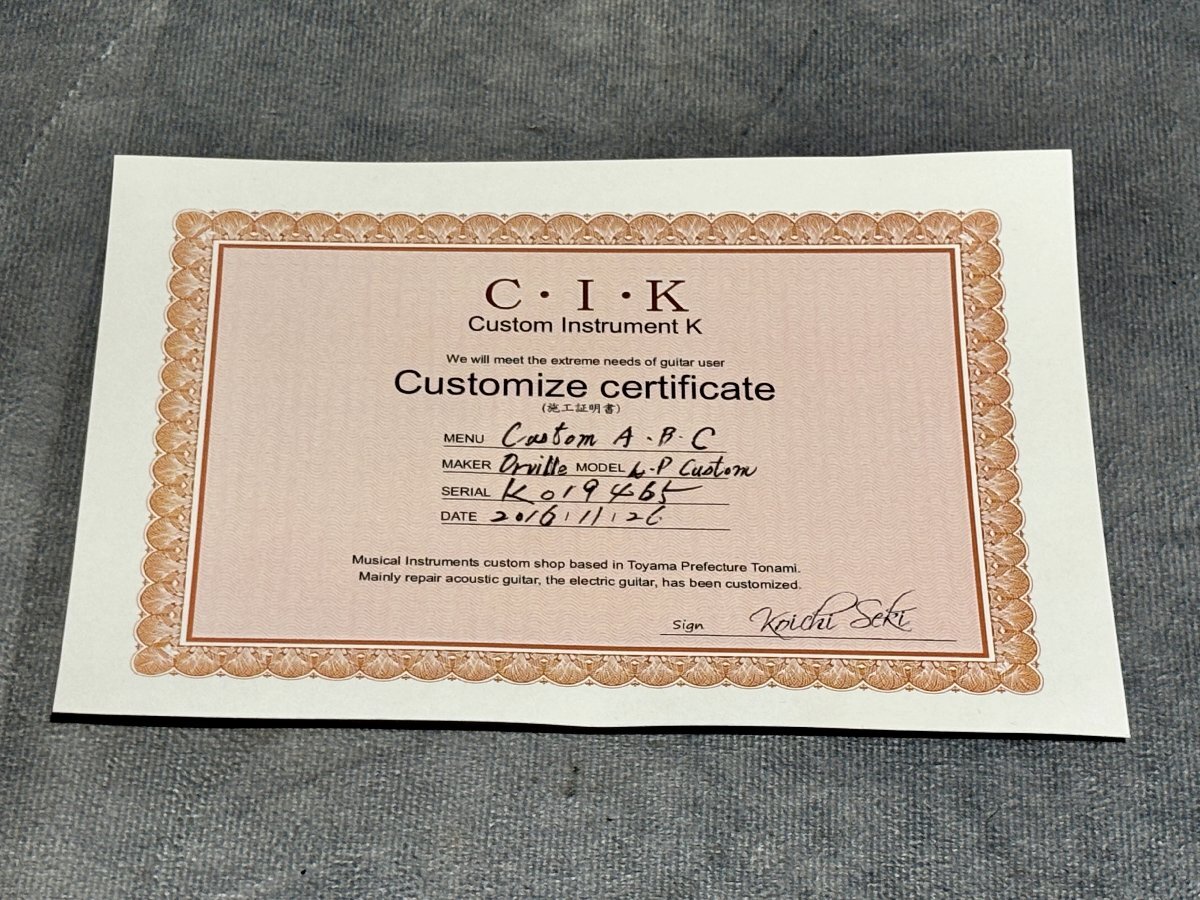 C・I・K
Custom Instrument K
We will meet the extreme needs of guitar user
Customize certificate
(施工証明書)
MENU Custom A・B・C
MAKER Orville MODEL L-P Custom
SERIAL K019465
DATE 2016.11.26
Musical Instruments custom shop based in Toyama Prefecture Tonami.
Mainly repair acoustic guitar, the electric guitar, has been customized.
Sign Koichi Seki